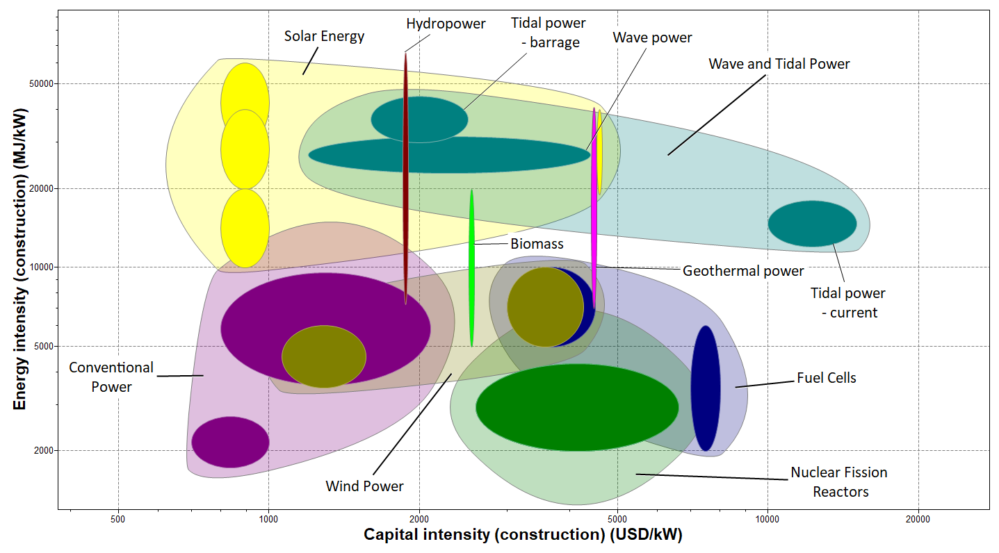 Hydropower
Tidal power
- barrage
Solar Energy
Wave power
Wave and Tidal Power
50000
20000
10000
5000
2000
Energy intensity (construction) (MJ/kW)
Biomass
Geothermal power
Tidal power
- current
Conventional
Power
Fuel Cells
Wind Power
Nuclear Fission
Reactors
500
1000
2000
5000
10000
20000
Capital intensity (construction) (USD/kW)